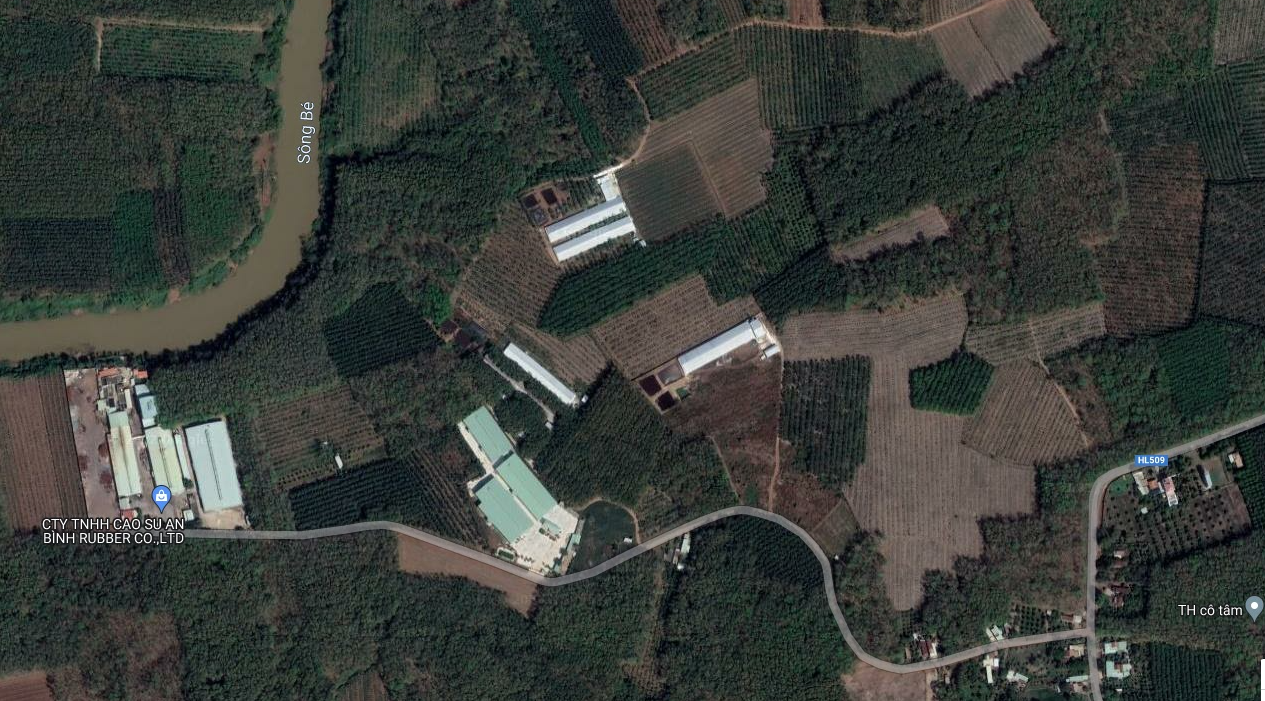 Sông Bé
HL509
CTY TNHH CAO SU AN
BÌNH RUBBER CO.,LTD
TH cô tâm